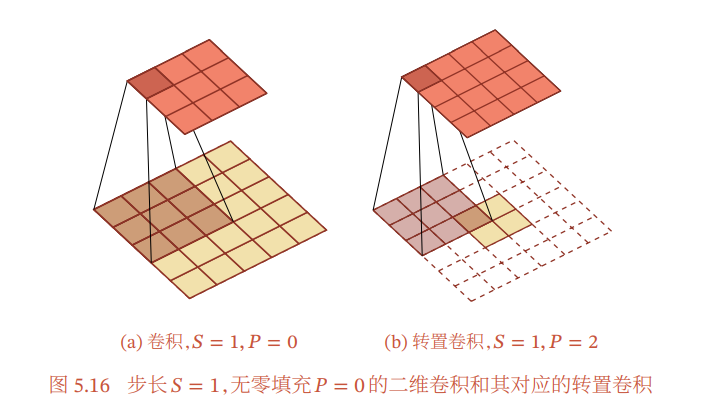 (a) 卷积,S = 1, P = 0
(b) 转置卷积,S = 1, P = 2
图 5.16 步长 S = 1,无零填充 P = 0 的二维卷积和其对应的转置卷积